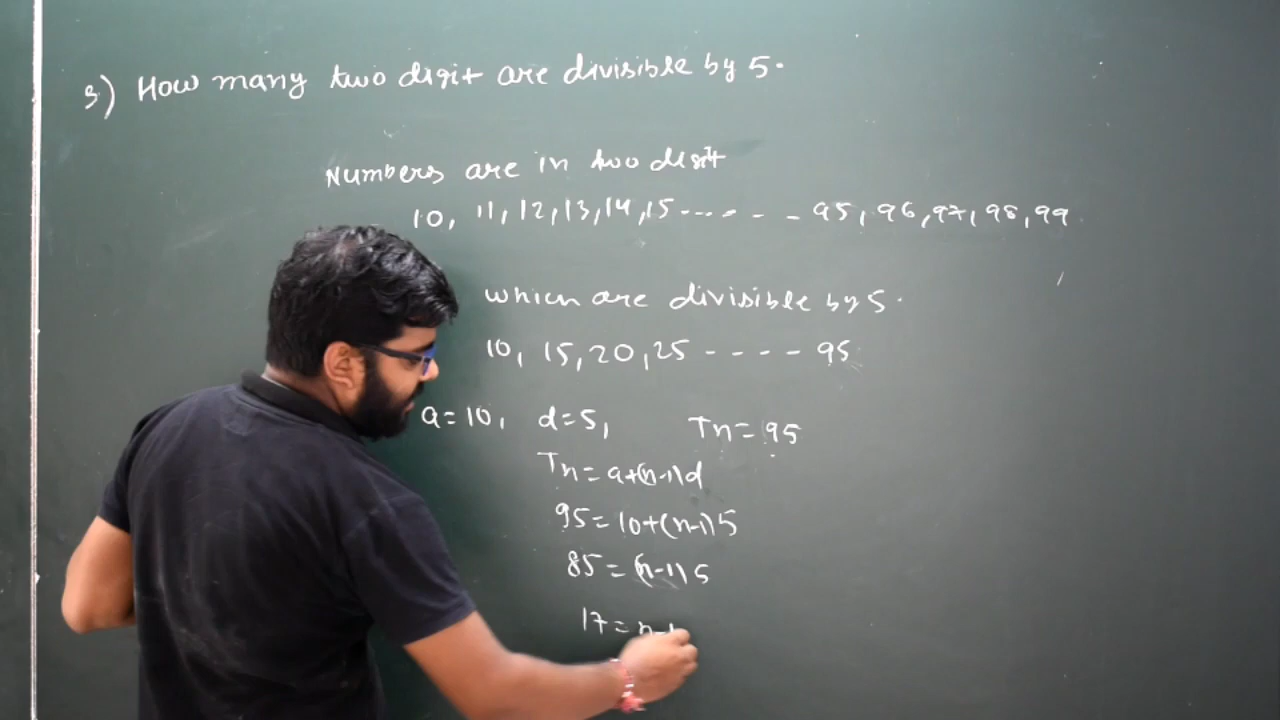 3) How many two digit are divisible by 5.
Numbers are in two digit
10, 11, 12, 13, 14, 15 ------ 95, 96, 97, 98, 99
which are divisible by 5.
10, 15, 20, 25 ---- 95
a=10, d=5, Tn=95
Tn=a+(n-1)d
95=10+(n-1)5
85=(n-1)5
17=n-1